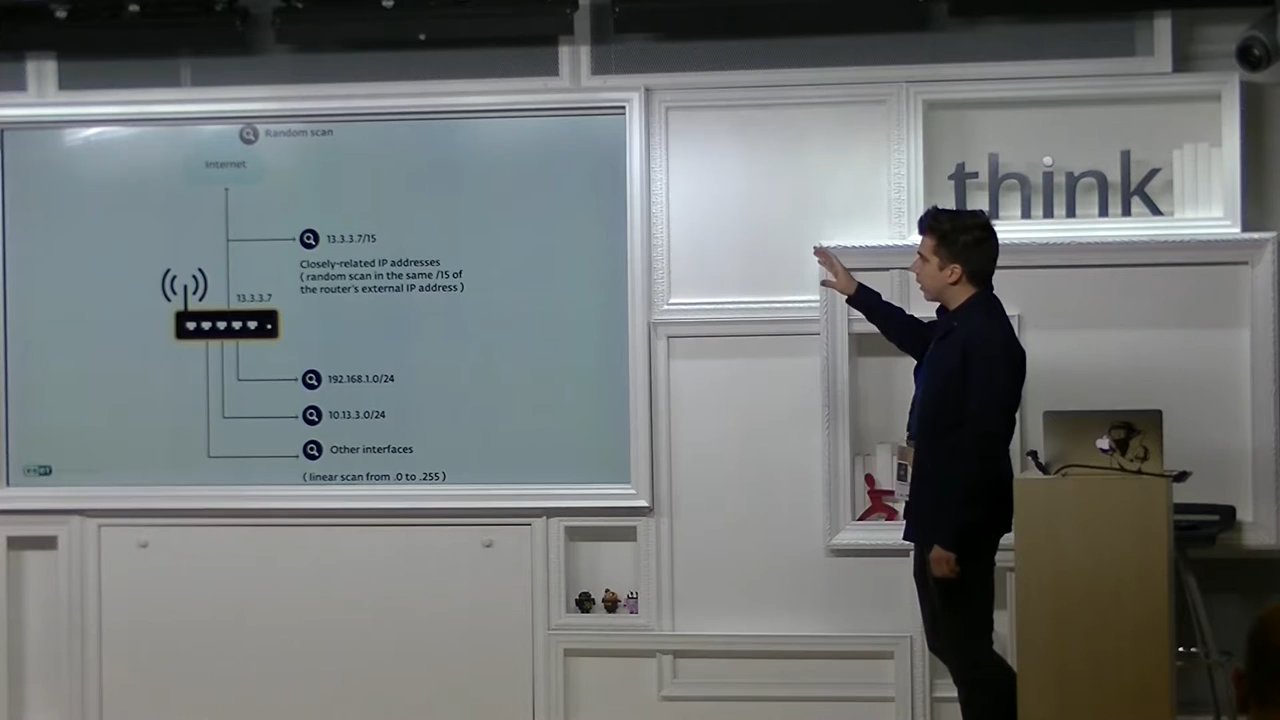 Random scan
Internet
13.3.3.7/15
Closely-related IP addresses
( random scan in the same /15 of
the router's external IP address )
13.3.3.7
192.168.1.0/24
10.13.3.0/24
Other interfaces
( linear scan from .0 to .255 )
eset
think